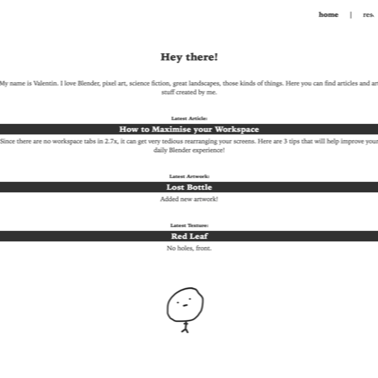 home | res.
Hey there!
My name is Valentin. I love Blender, pixel art, science fiction, great landscapes, those kinds of things. Here you can find articles and art
stuff created by me.
Latest Article:
How to Maximise your Workspace
Since there are no workspace tabs in 2.7x, it can get very tedious rearranging your screens. Here are 3 tips that will help improve your
daily Blender experience!
Latest Artwork:
Lost Bottle
Added new artwork!
Latest Texture:
Red Leaf
No holes, front.